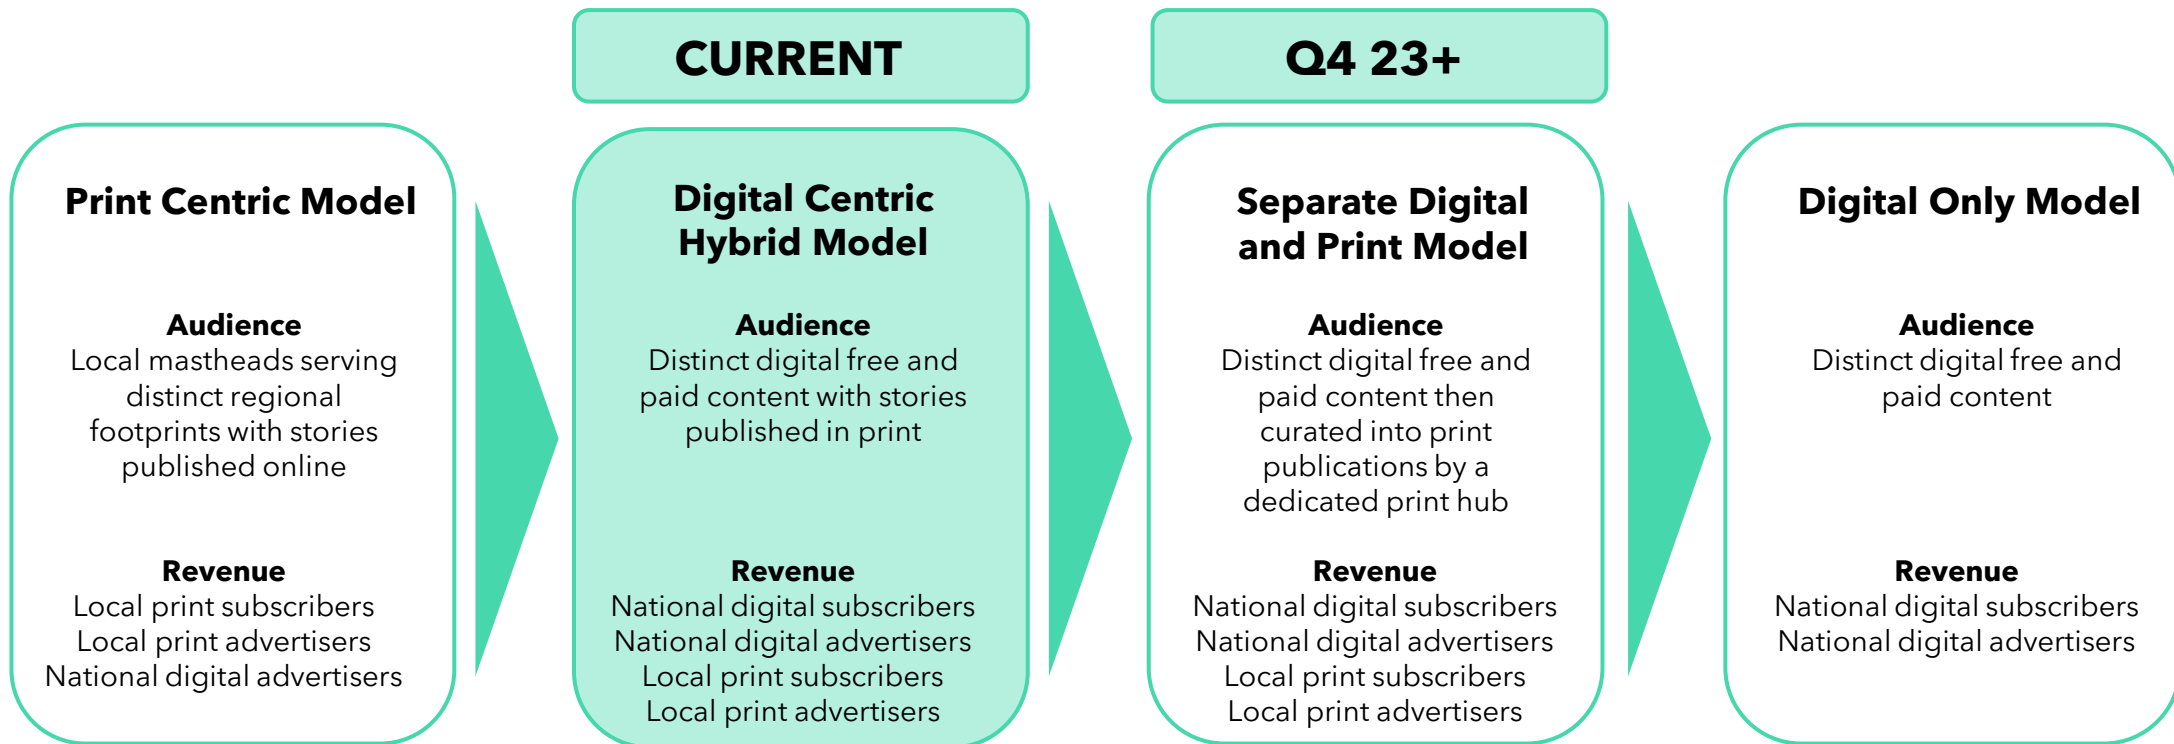 CURRENT
Q4 23+
Print Centric Model
Audience
Local mastheads serving
distinct regional
footprints with stories
published online
Revenue
Local print subscribers
Local print advertisers
National digital advertisers
Digital Centric
Hybrid Model
Audience
Distinct digital free and
paid content with stories
published in print
Revenue
National digital subscribers
National digital advertisers
Local print subscribers
Local print advertisers
Separate Digital
and Print Model
Audience
Distinct digital free and
paid content then
curated into print
publications by a
dedicated print hub
Revenue
National digital subscribers
National digital advertisers
Local print subscribers
Local print advertisers
Digital Only Model
Audience
Distinct digital free and
paid content
Revenue
National digital subscribers
National digital advertisers